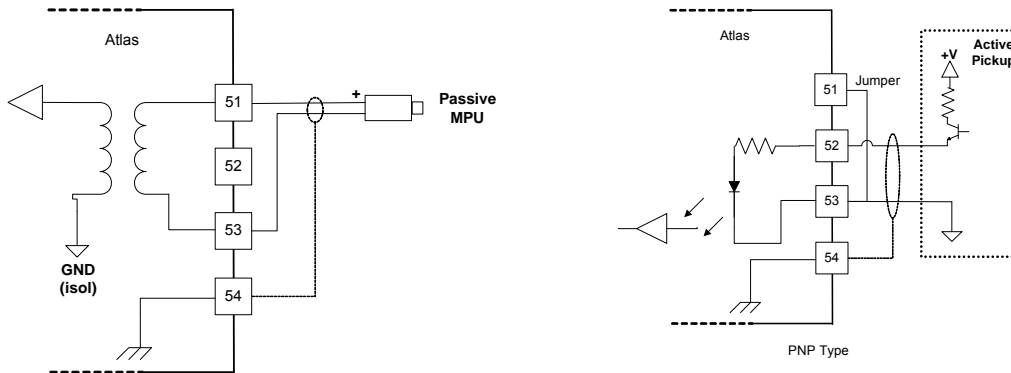 Atlas
51
52
53
54
+
Passive
MPU
GND
(isol)
Atlas
51
Jumper
52
53
54
+V
Active
Pickup
PNP Type